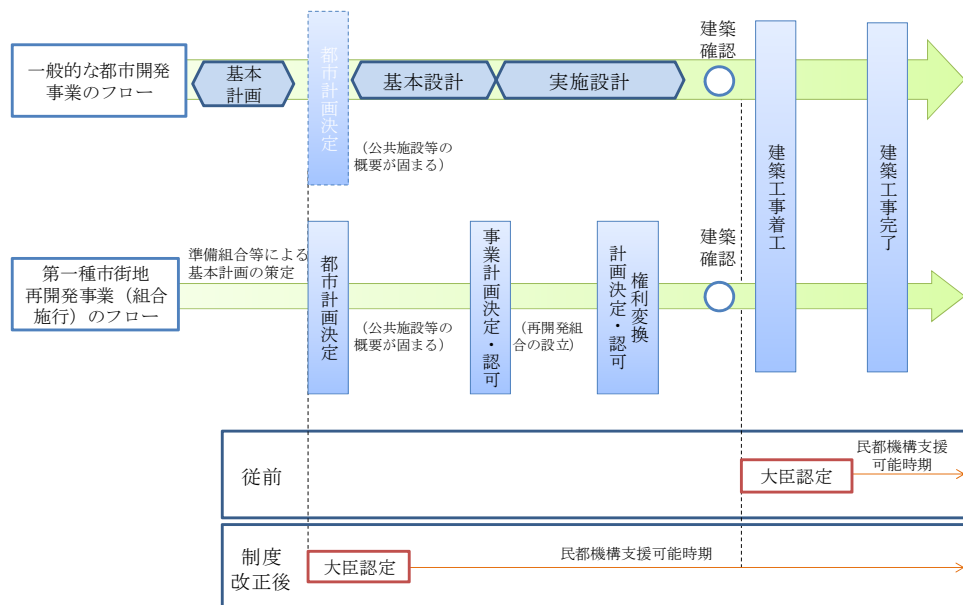 一般的な都市開発
事業のフロー
基本
計画
都市計画決定
(公共施設等の
概要が固まる)
基本設計
実施設計
建築
確認
建築工事着工
建築工事完了
第一種市街地
再開発事業(組合
施行)のフロー
準備組合等による
基本計画の策定
都市計画決定
(公共施設等の
概要が固まる)
事業計画決定・認可
(再開発組
合の設立)
権利変換
計画決定・認可
建築
確認
従前
大臣認定
民都機構支援
可能時期
制度
改正後
大臣認定
民都機構支援可能時期